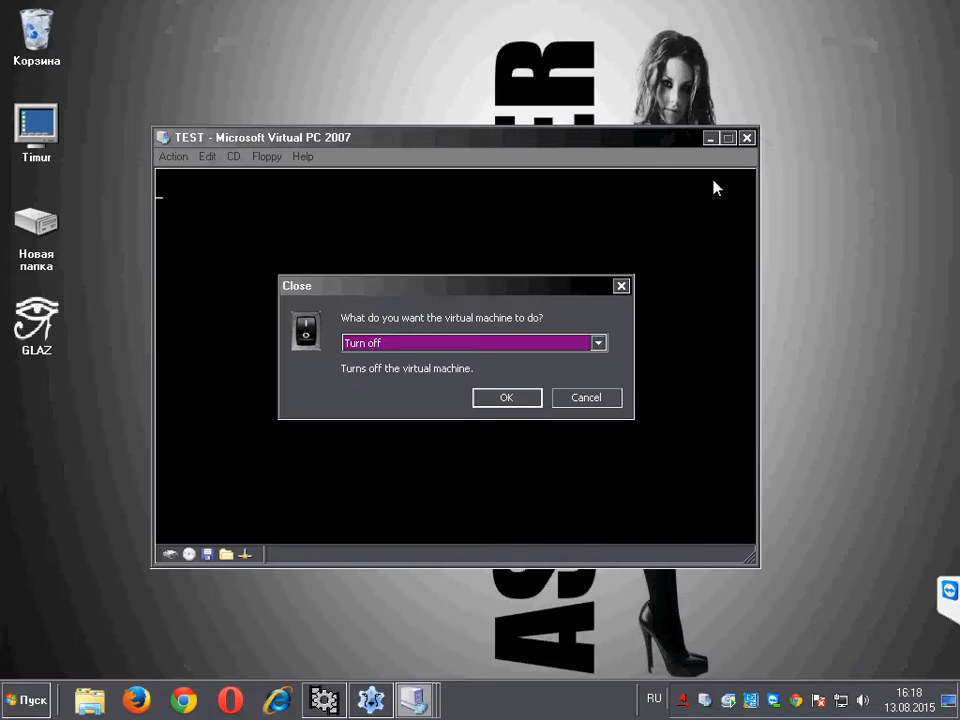 Корзина
Timur
Новая
папка
GLAZ
TEST - Microsoft Virtual PC 2007
Action Edit CD Floppy Help
Close
What do you want the virtual machine to do?
Turn off
Turns off the virtual machine.
OK Cancel
Пуск
RU
16:18
13.08.2015